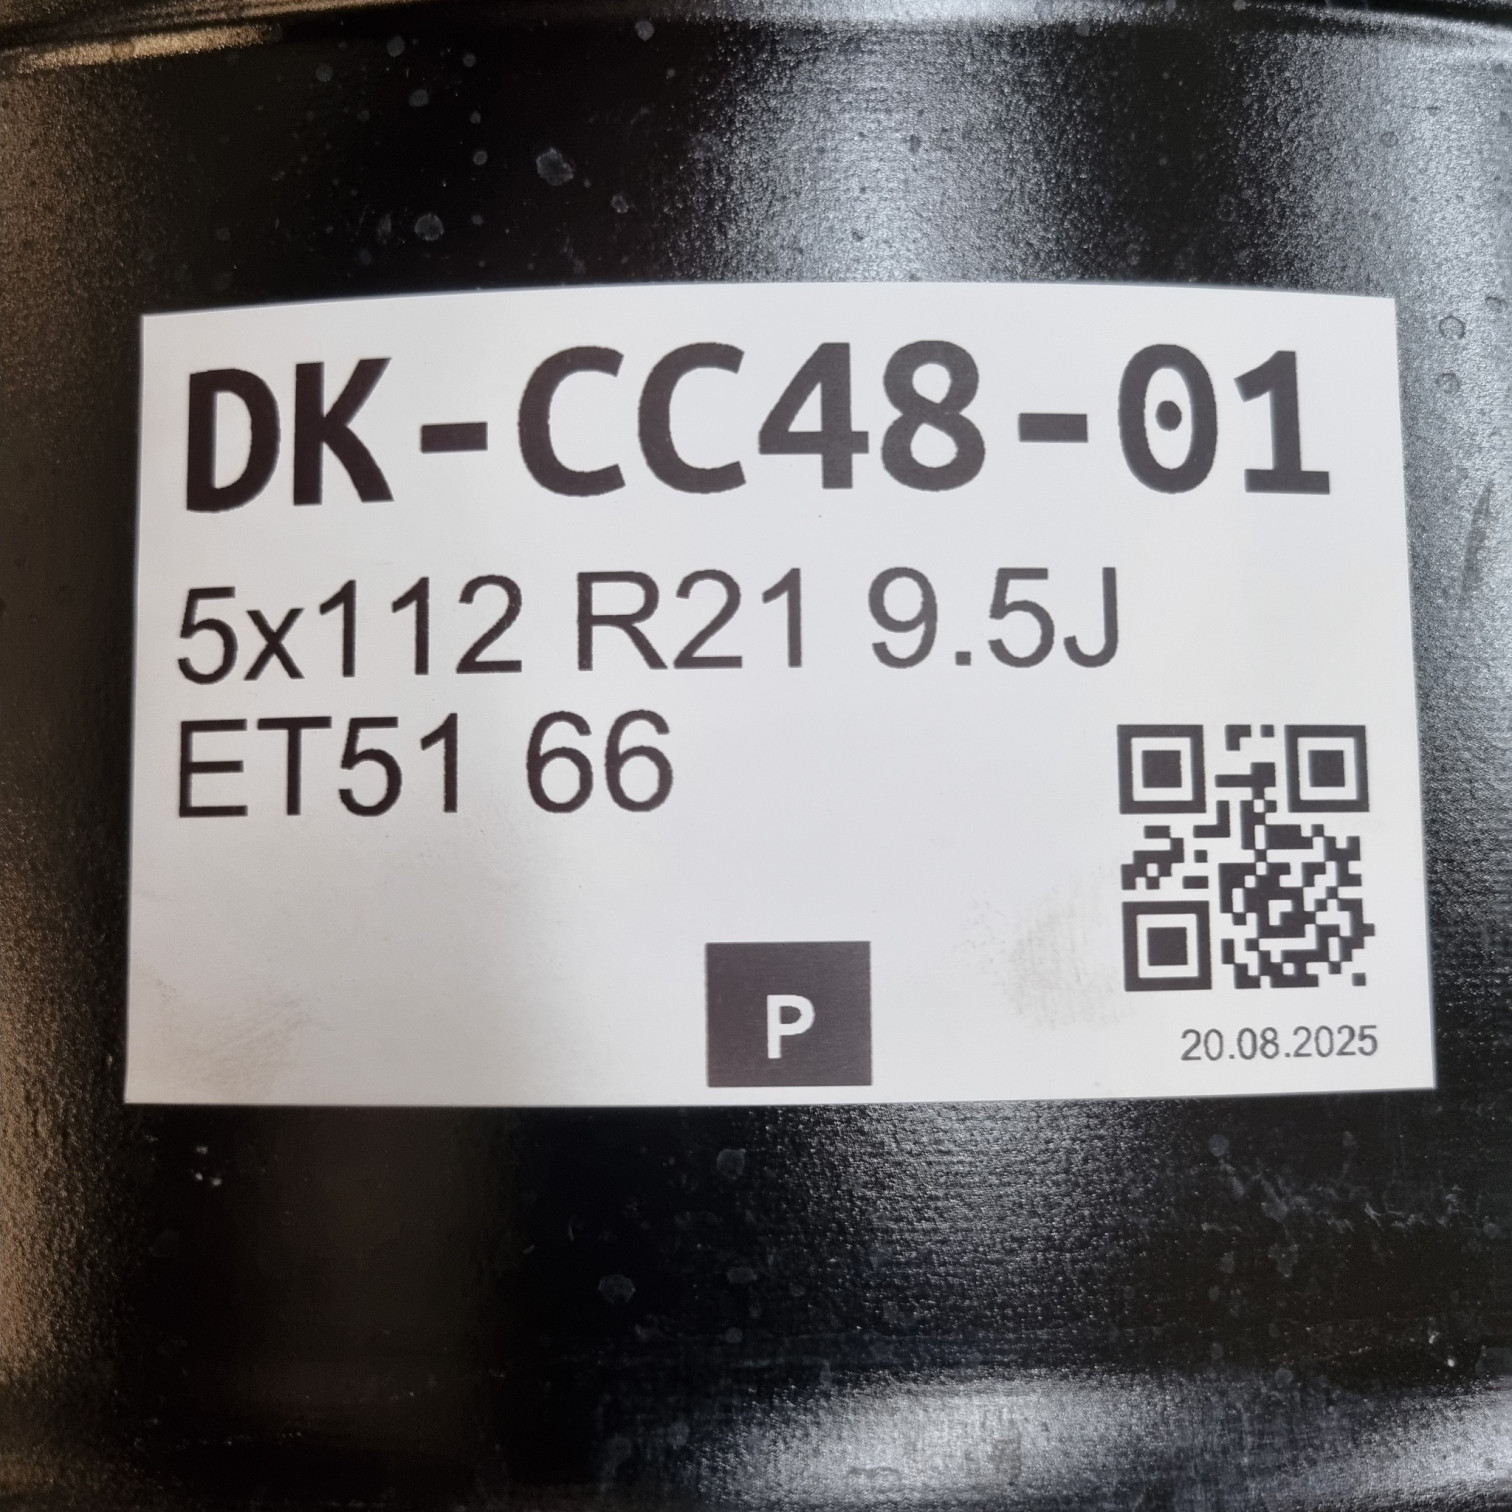 DK-CC48-01
5x112 R21 9.5J
ET51 66
P
20.08.2025